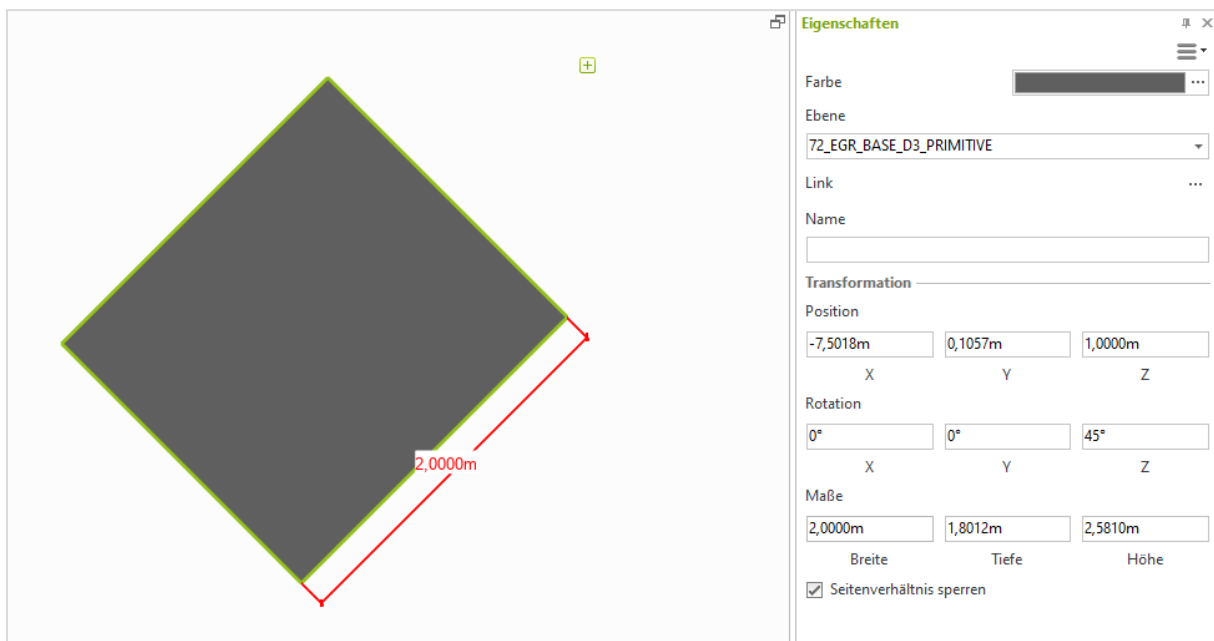 Eigenschaften
Farbe
...
Ebene
72_EGR_BASE_D3_PRIMITIVE
Link
...
Name
Transformation
Position
-7,5018m 0,1057m 1,0000m
X Y Z
Rotation
0° 0° 45°
X Y Z
Maße
2,0000m 1,8012m 2,5810m
Breite Tiefe Höhe
Seitenverhältnis sperren
2,0000m